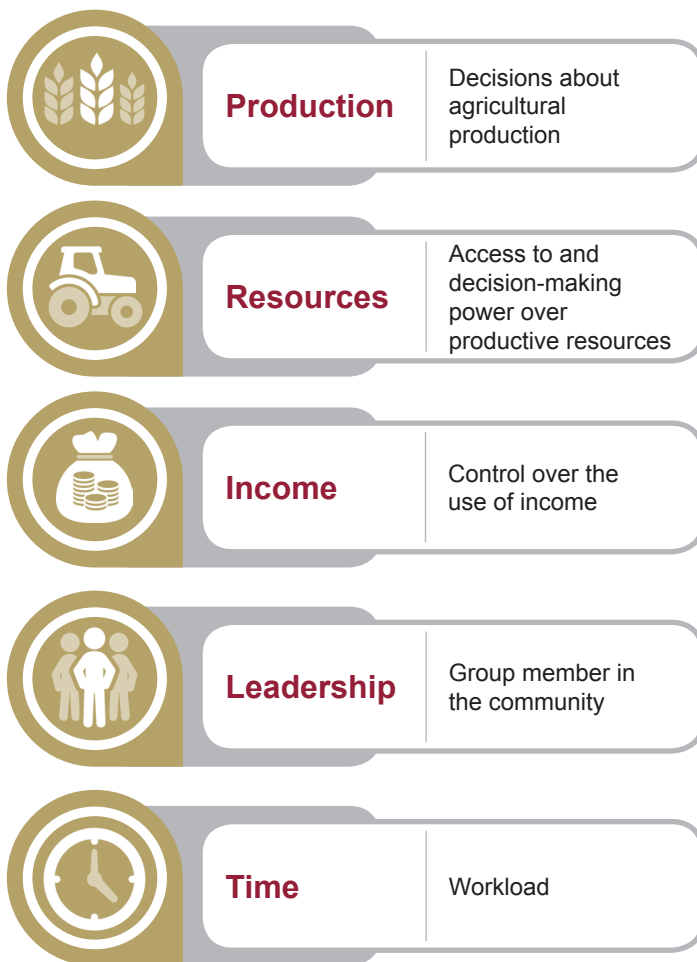 Production
Decisions about
agricultural
production
Resources
Access to and
decision-making
power over
productive resources
Income
Control over the
use of income
Leadership
Group member in
the community
Time
Workload